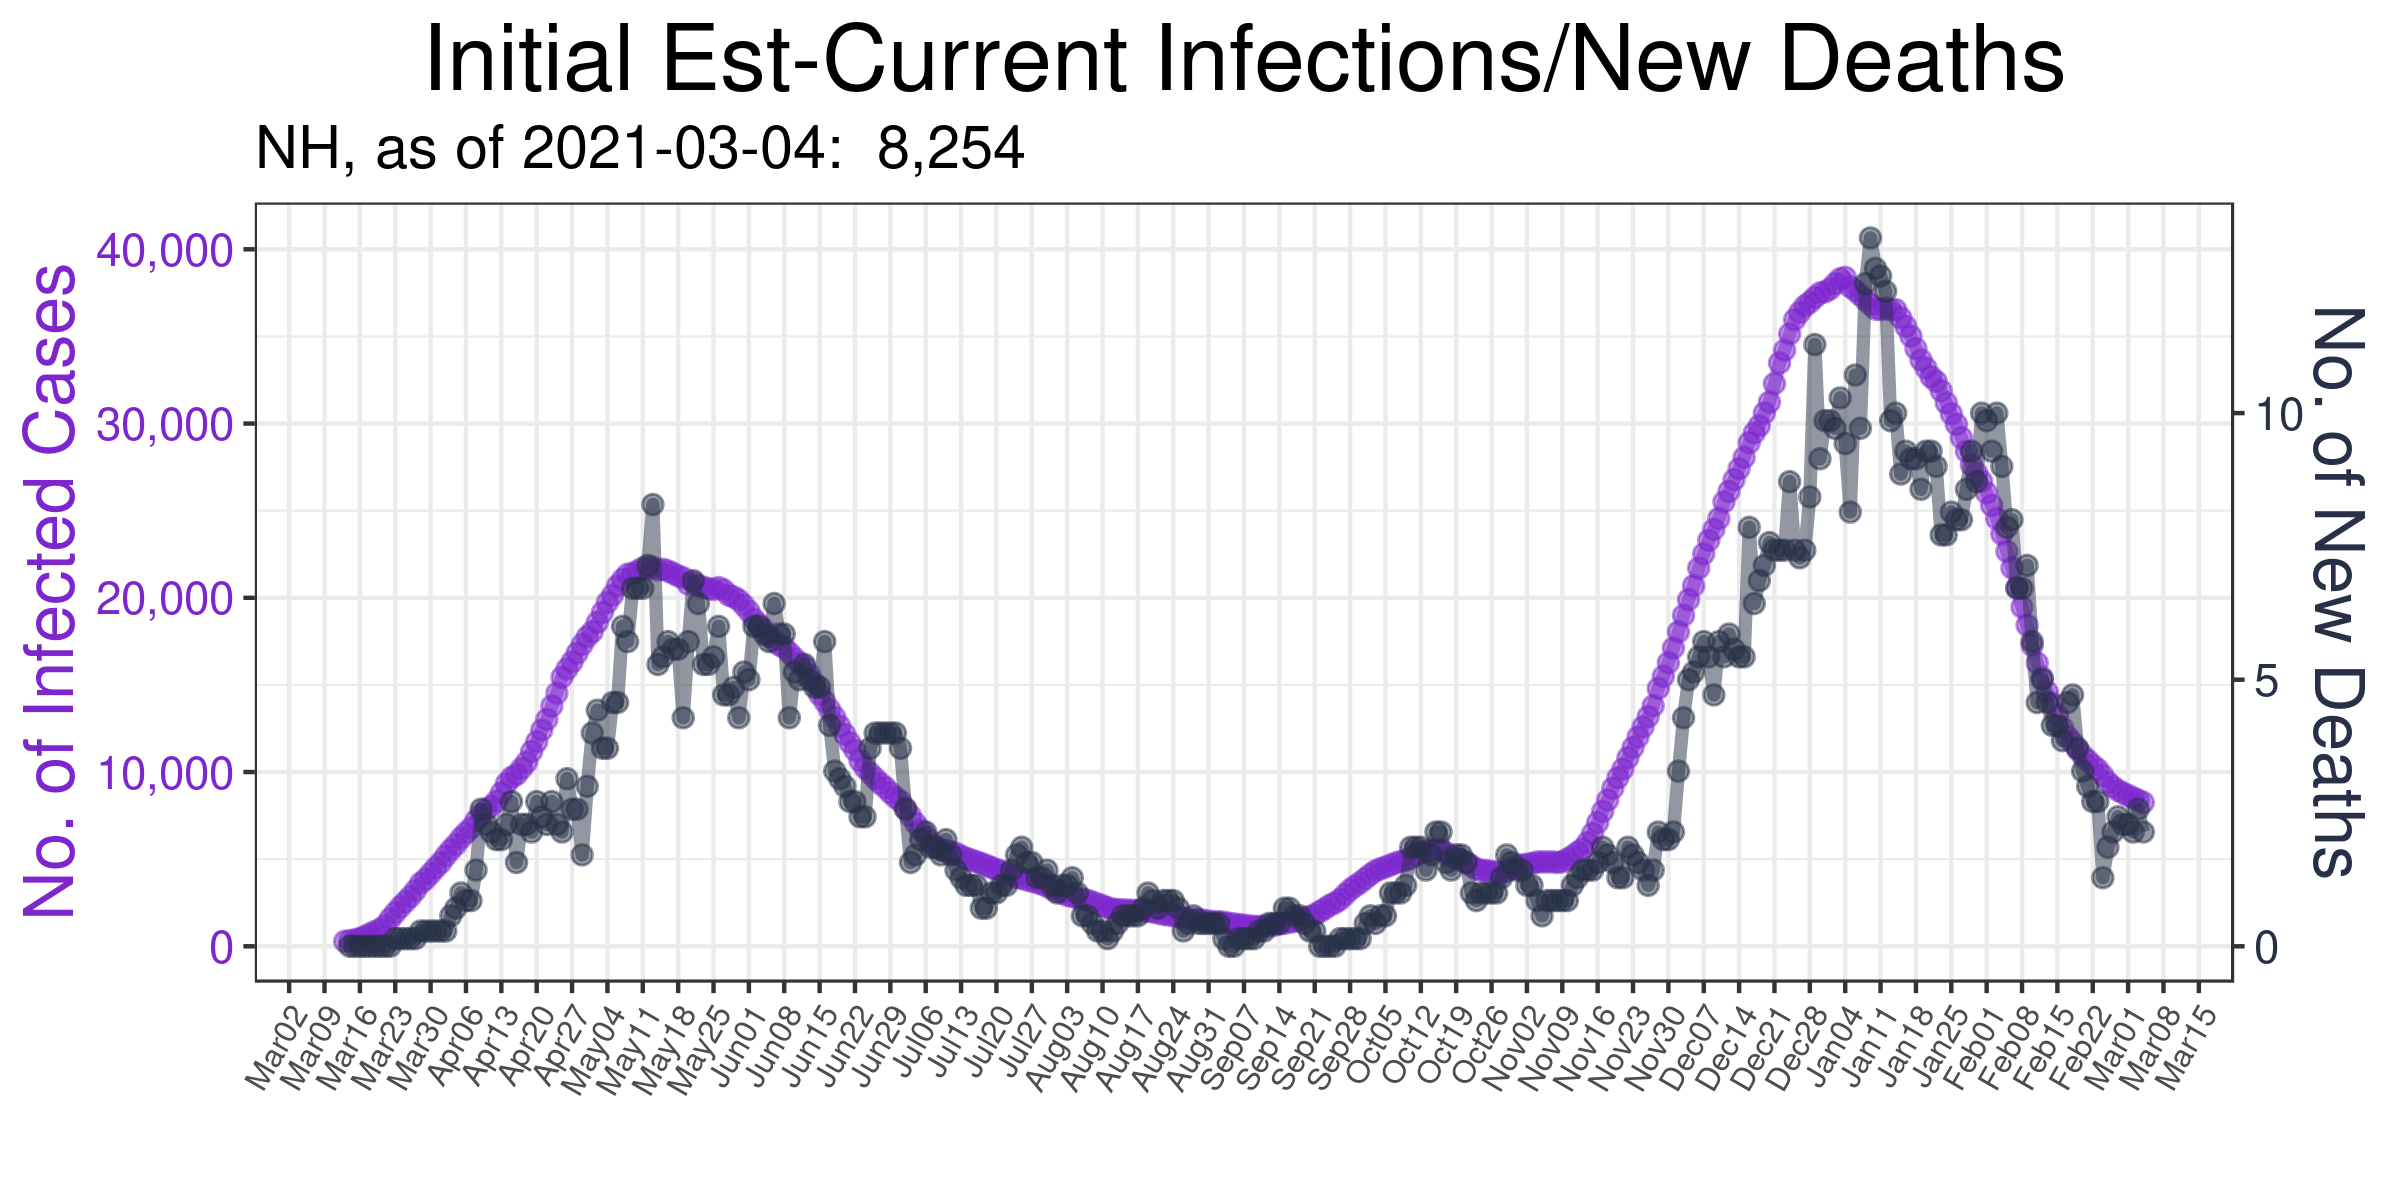 Initial Est-Current Infections/New Deaths
NH, as of 2021-03-04:  8,254
No. of Infected Cases
40,000
30,000
20,000
10,000
0
No. of New Deaths
10
5
0
Mar02
Mar09
Mar16
Mar23
Mar30
Apr06
Apr13
Apr20
Apr27
May04
May11
May18
May25
Jun01
Jun08
Jun15
Jun22
Jun29
Jul06
Jul13
Jul20
Jul27
Aug03
Aug10
Aug17
Aug24
Aug31
Sep07
Sep14
Sep21
Sep28
Oct05
Oct12
Oct19
Oct26
Nov02
Nov09
Nov16
Nov23
Nov30
Dec07
Dec14
Dec21
Dec28
Jan04
Jan11
Jan18
Jan25
Feb01
Feb08
Feb15
Feb22
Mar01
Mar08
Mar15